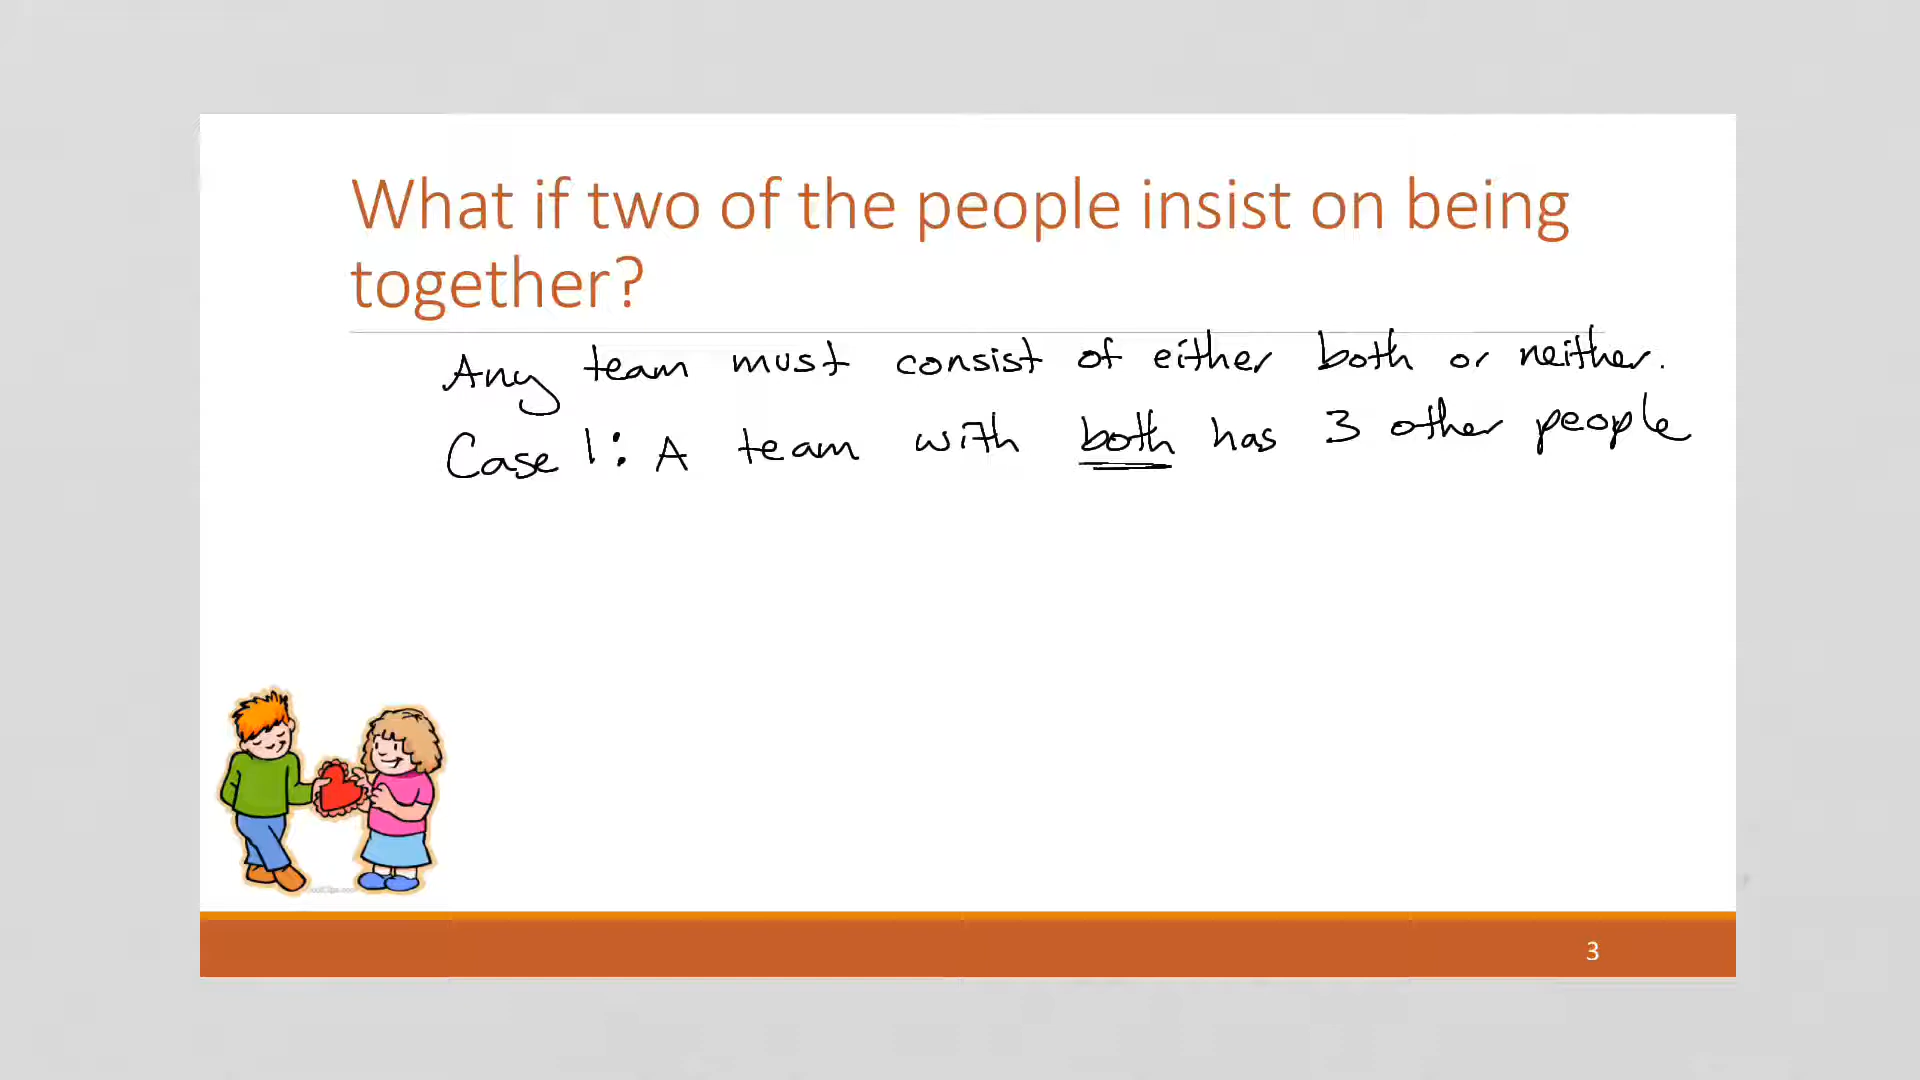 What if two of the people insist on being
together?
Any team must consist of either both or neither.
Case 1: A team with both has 3 other people
3